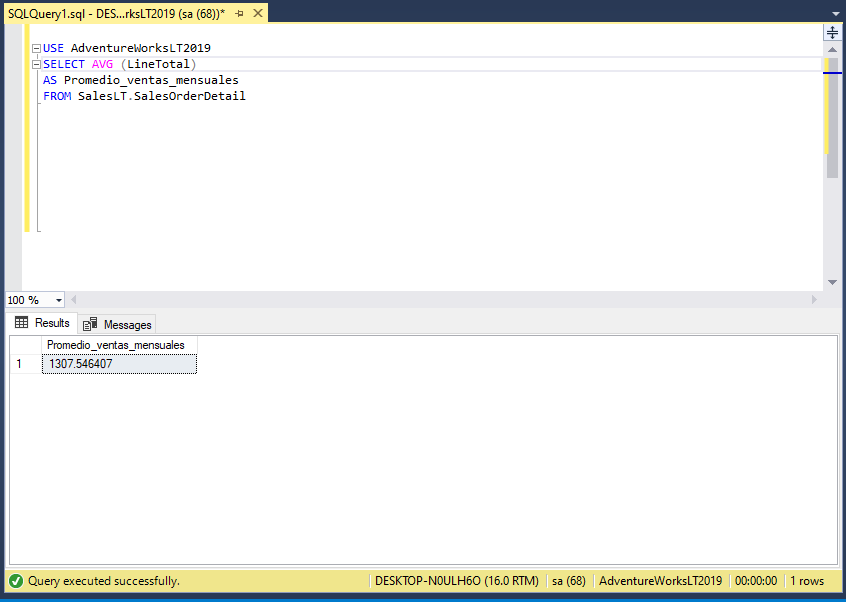 SQLQuery1.sql - DES...rksLT2019 (sa (68))*
USE AdventureWorksLT2019
SELECT AVG (LineTotal)
AS Promedio_ventas_mensuales
FROM SalesLT.SalesOrderDetail
100 %
Results Messages
Promedio_ventas_mensuales
1 1307.546407
Query executed successfully. DESKTOP-N0ULH6O (16.0 RTM) sa (68) AdventureWorksLT2019 00:00:00 1 rows